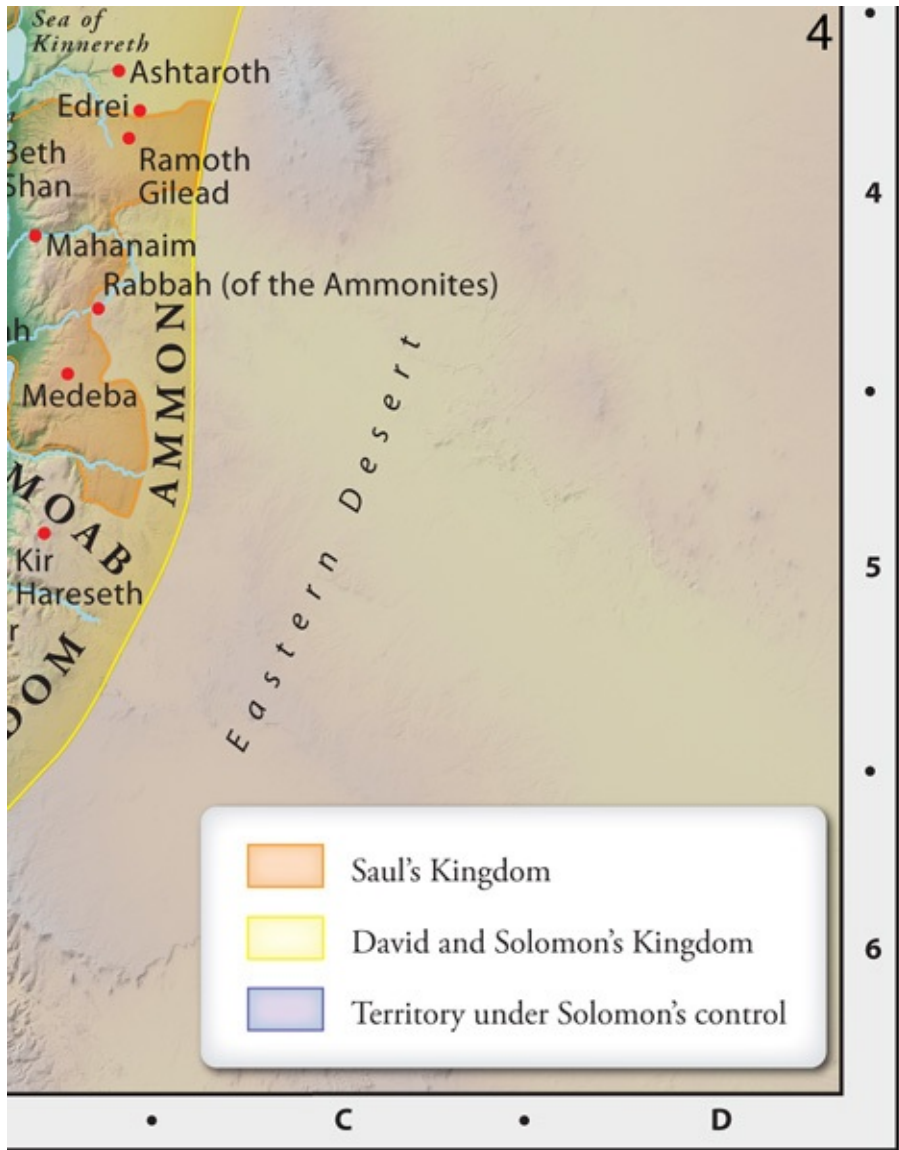 Sea of
Kinnereth
4
Ashtaroth
Edrei
Ramoth
Gilead
Beth
Shan
4
Mahanaim
Rabbah (of the Ammonites)
AMMON
ah
Medeba
Eastern Desert
MOAB
Kir
Hareseth
5
r
DOM
Saul's Kingdom
David and Solomon's Kingdom
6
Territory under Solomon's control
C
D